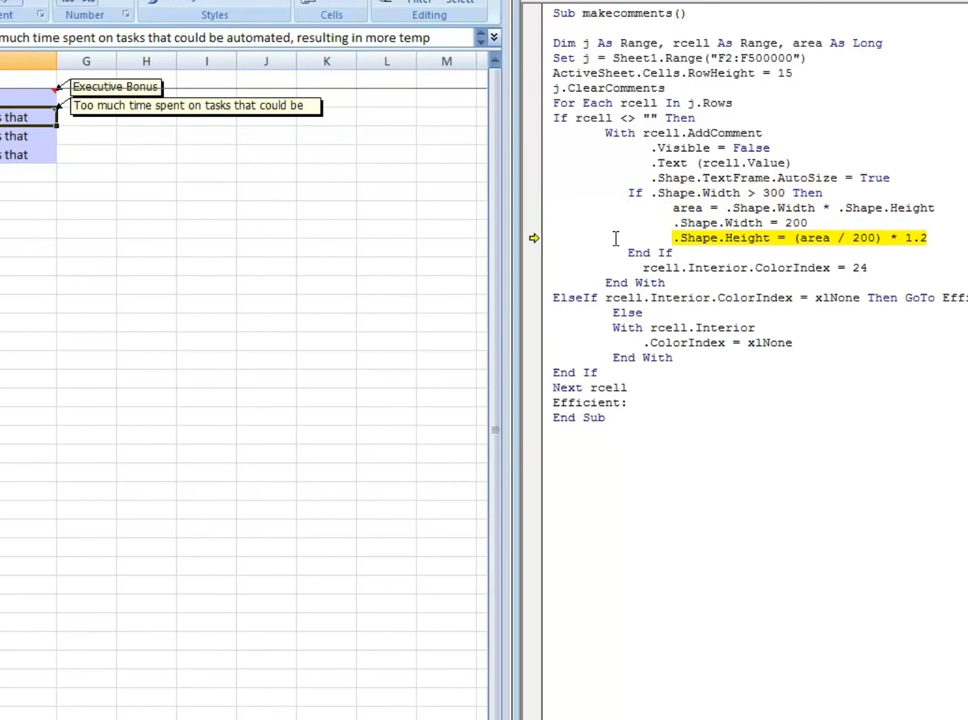 Filter Select
ent
Number
Styles
Cells
Editing
much time spent on tasks that could be automated, resulting in more temp
G H I J K L M
Executive Bonus
Too much time spent on tasks that could be
s that
s that
s that
Sub makecomments()
Dim j As Range, rcell As Range, area As Long
Set j = Sheet1.Range("F2:F500000")
ActiveSheet.Cells.RowHeight = 15
j.ClearComments
For Each rcell In j.Rows
If rcell <> "" Then
With rcell.AddComment
.Visible = False
.Text (rcell.Value)
.Shape.TextFrame.AutoSize = True
If .Shape.Width > 300 Then
area = .Shape.Width * .Shape.Height
.Shape.Width = 200
.Shape.Height = (area / 200) * 1.2
End If
rcell.Interior.ColorIndex = 24
End With
ElseIf rcell.Interior.ColorIndex = xlNone Then GoTo Effi
Else
With rcell.Interior
.ColorIndex = xlNone
End With
End If
Next rcell
Efficient:
End Sub